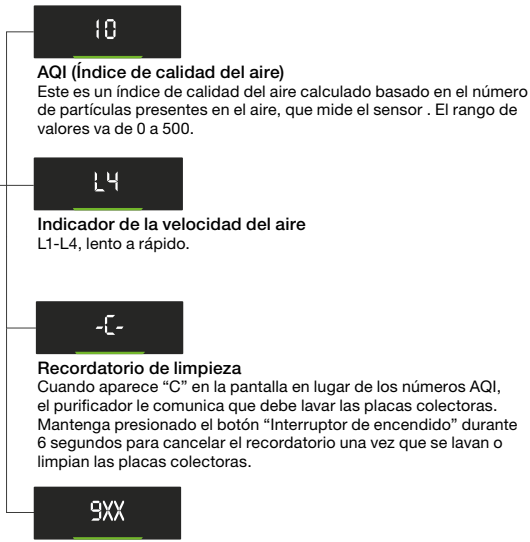 10
AQI (Índice de calidad del aire)
Este es un índice de calidad del aire calculado basado en el número
de partículas presentes en el aire, que mide el sensor . El rango de
valores va de 0 a 500.
L4
Indicador de la velocidad del aire
L1-L4, lento a rápido.
-C-
Recordatorio de limpieza
Cuando aparece “C” en la pantalla en lugar de los números AQI,
el purificador le comunica que debe lavar las placas colectoras.
Mantenga presionado el botón “Interruptor de encendido” durante
6 segundos para cancelar el recordatorio una vez que se lavan o
limpian las placas colectoras.
9XX